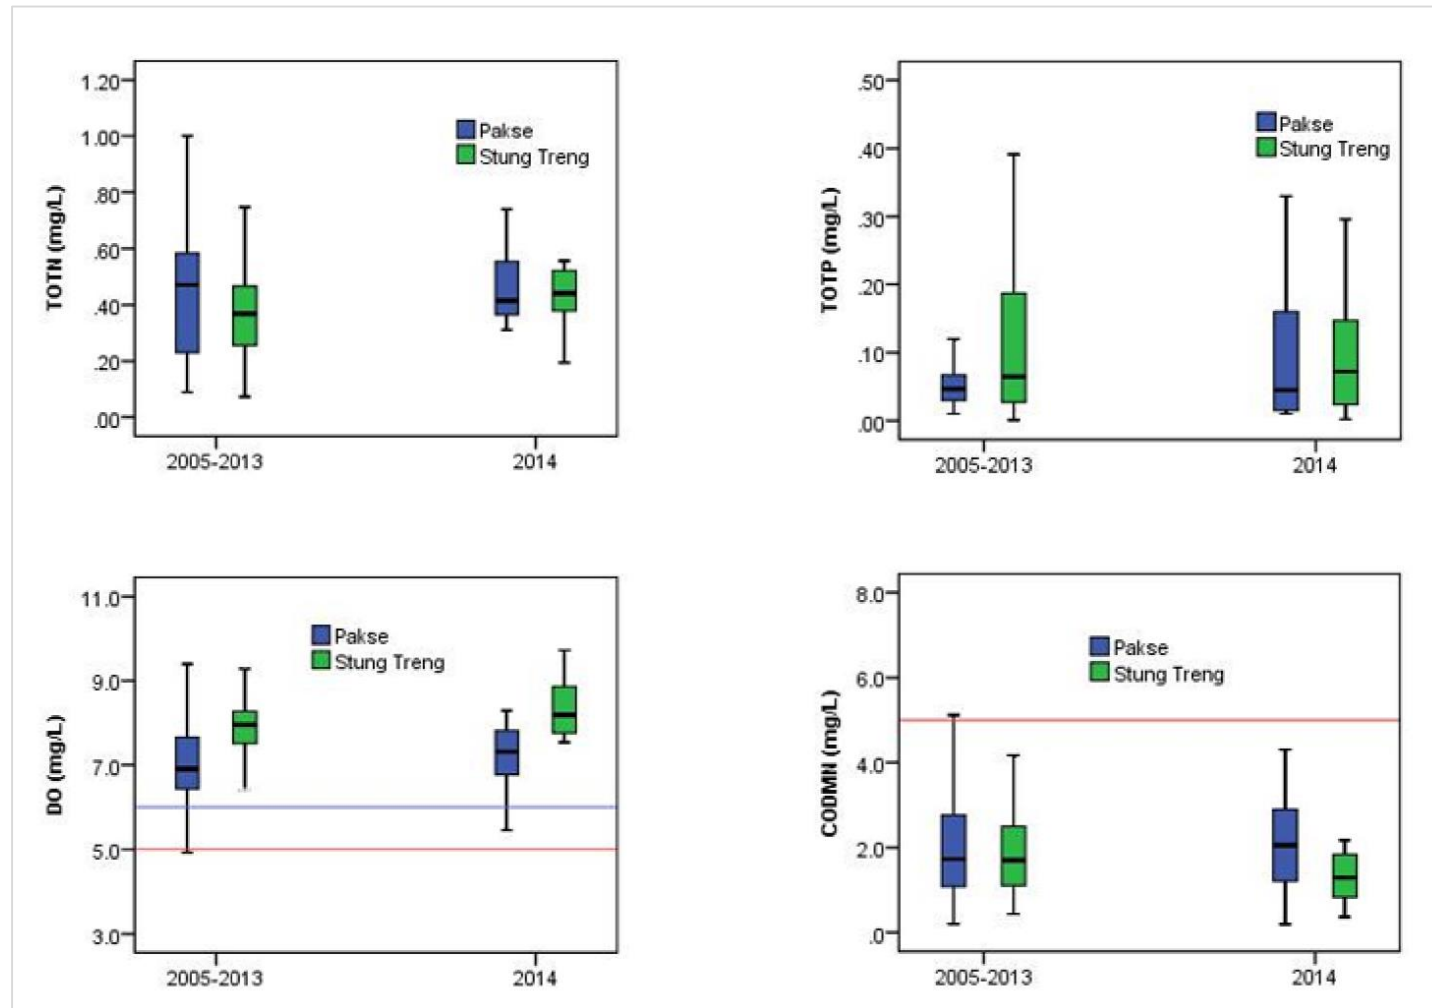 1.20
1.00
.80
.60
.40
.20
.00
TOTN (mg/L)
Pakse
Stung Treng
2005-2013
2014
.50
.40
.30
.20
.10
.00
TOTP (mg/L)
Pakse
Stung Treng
2005-2013
2014
11.0
9.0
7.0
5.0
3.0
DO (mg/L)
Pakse
Stung Treng
2005-2013
2014
8.0
6.0
4.0
2.0
.0
CODMN (mg/L)
Pakse
Stung Treng
2005-2013
2014